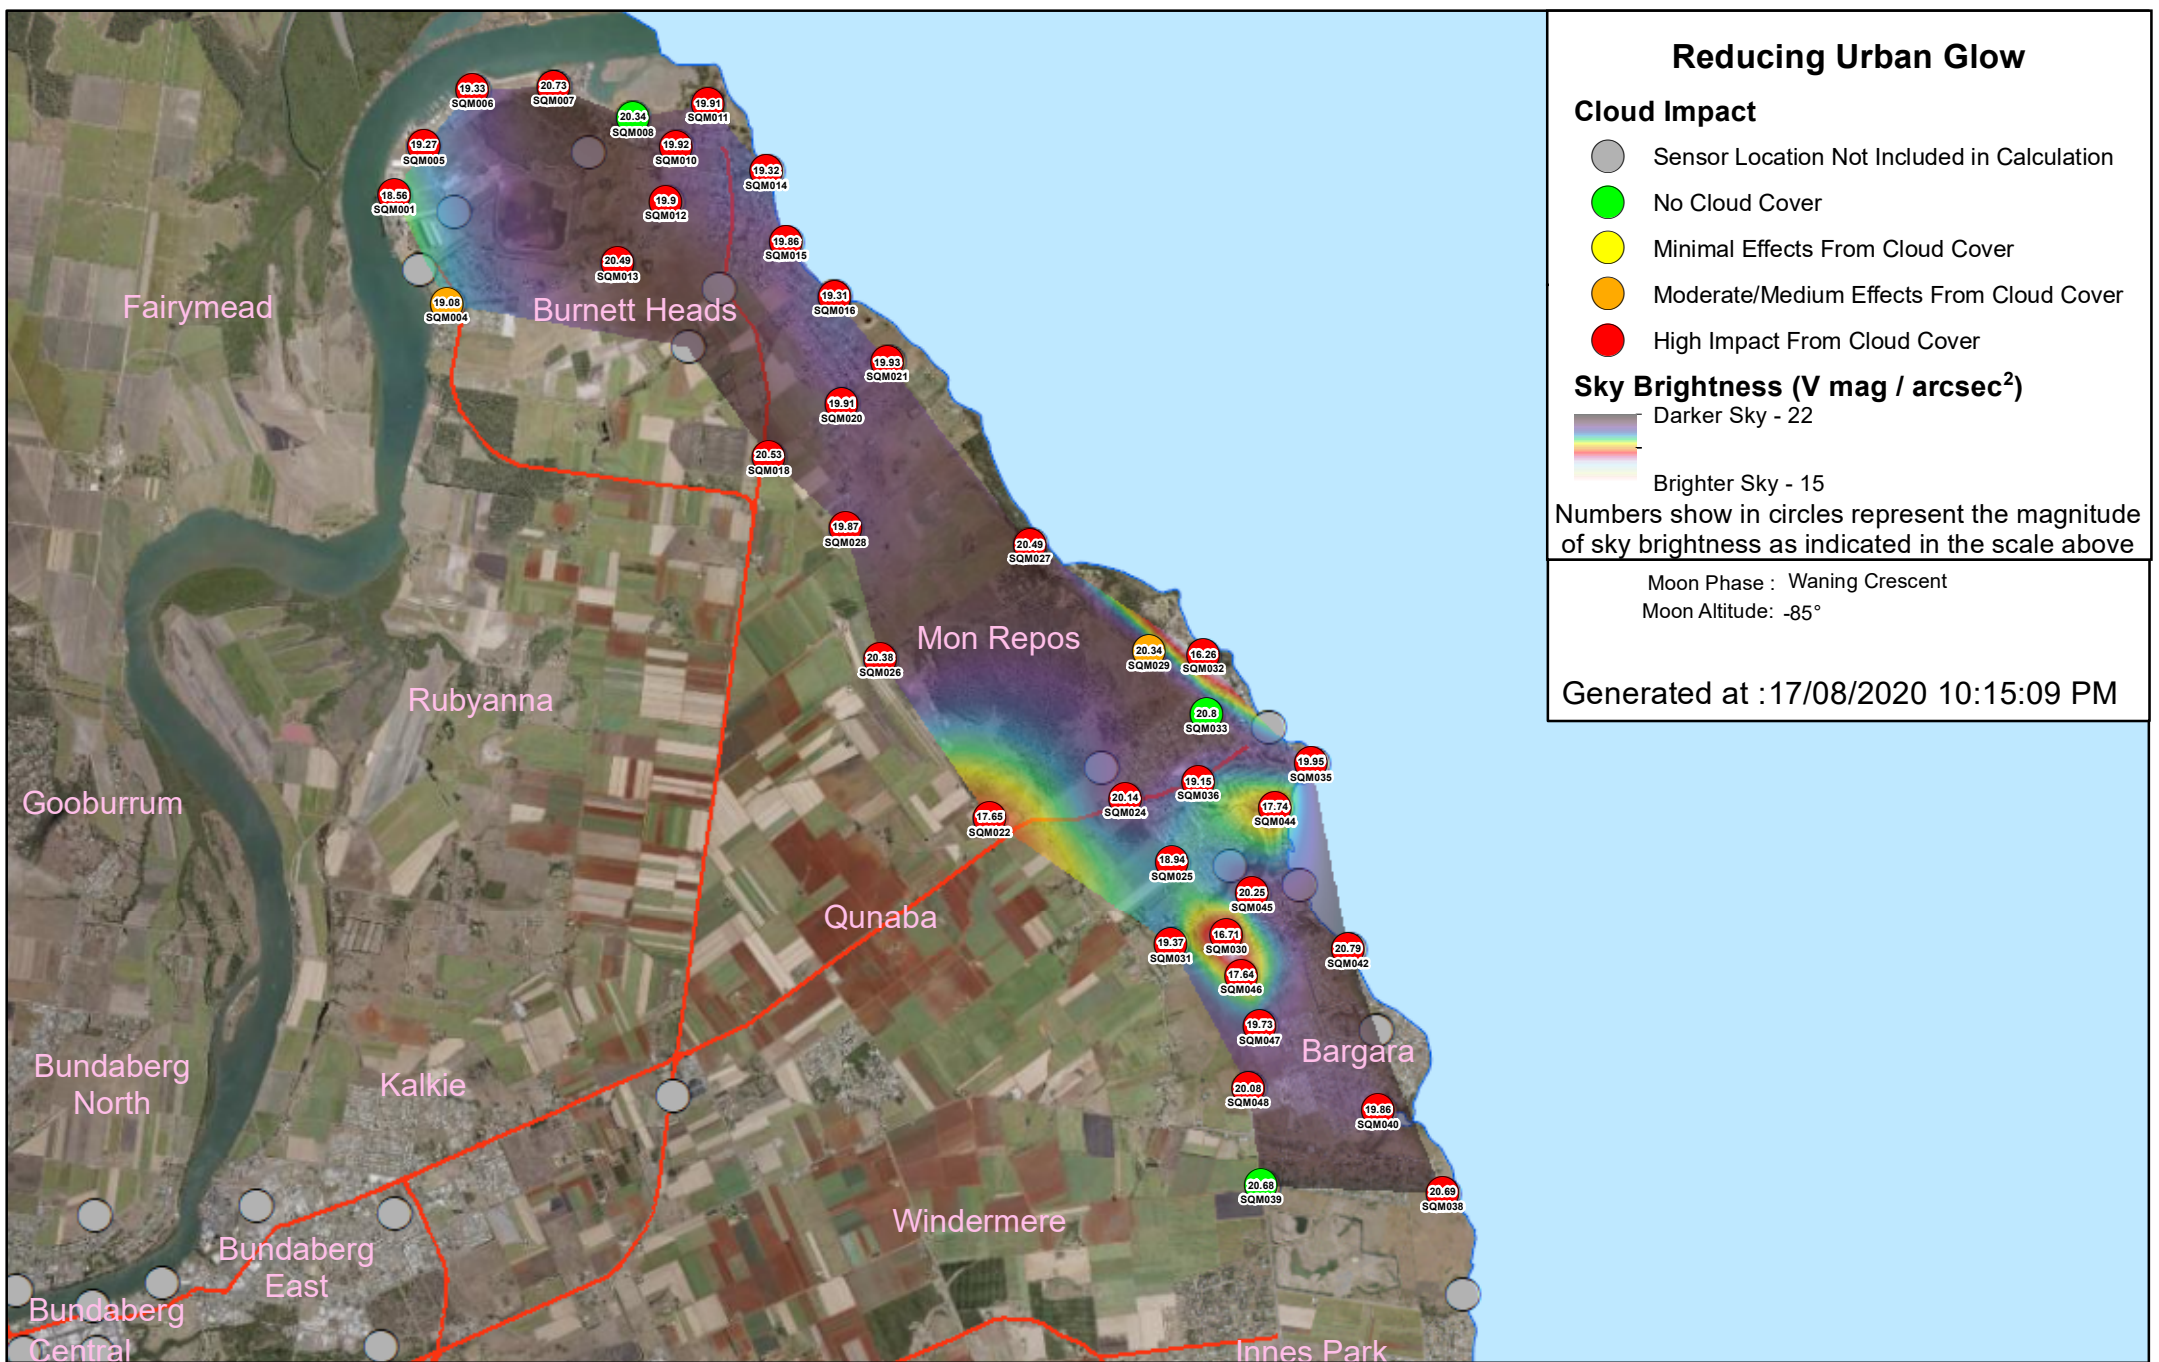 Reducing Urban Glow
Cloud Impact
Sensor Location Not Included in Calculation
No Cloud Cover
Minimal Effects From Cloud Cover
Moderate/Medium Effects From Cloud Cover
High Impact From Cloud Cover
Sky Brightness (V mag / arcsec²)
Darker Sky - 22
Brighter Sky - 15
Numbers show in circles represent the magnitude
of sky brightness as indicated in the scale above
Moon Phase : Waning Crescent
Moon Altitude: -85°
Generated at :17/08/2020 10:15:09 PM
19.33
SQM006
20.73
SQM007
20.34
SQM008
19.91
SQM011
19.27
SQM005
19.92
SQM010
19.32
SQM014
18.56
SQM001
19.9
SQM012
19.86
SQM015
20.49
SQM013
19.08
SQM004
19.31
SQM016
Fairymead
Burnett Heads
19.93
SQM021
19.91
SQM020
20.53
SQM018
19.87
SQM028
20.49
SQM027
Mon Repos
20.38
SQM026
20.34
SQM029
16.26
SQM032
Rubyanna
20.8
SQM033
19.95
SQM035
19.15
SQM036
20.14
SQM024
17.74
SQM044
Gooburrum
17.65
SQM022
18.94
SQM025
20.25
SQM045
Qunaba
16.71
SQM030
19.37
SQM031
20.79
SQM042
17.64
SQM046
19.73
SQM047
Bargara
Bundaberg
North
Kalkie
20.08
SQM048
19.86
SQM040
20.68
SQM039
20.69
SQM038
Windermere
Bundaberg
East
Bundaberg
Central
Innes Park